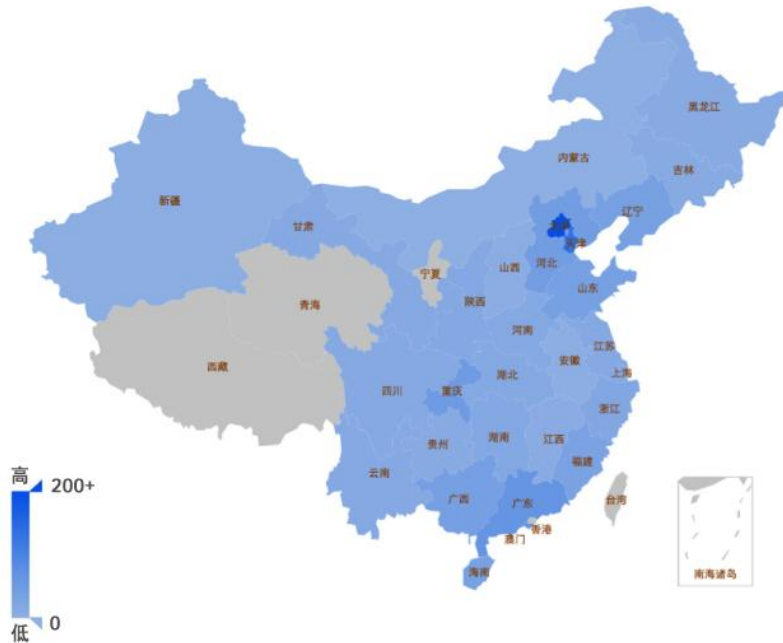 黑龙江
内蒙古
吉林
新疆
辽宁
甘肃
天津
河北
山西
宁夏
山东
青海
陕西
河南
江苏
安徽
西藏
上海
湖北
四川
重庆
浙江
湖南
江西
贵州
福建
云南
高
200+
广西
广东
台湾
香港
澳门
海南
南海诸岛
0
低